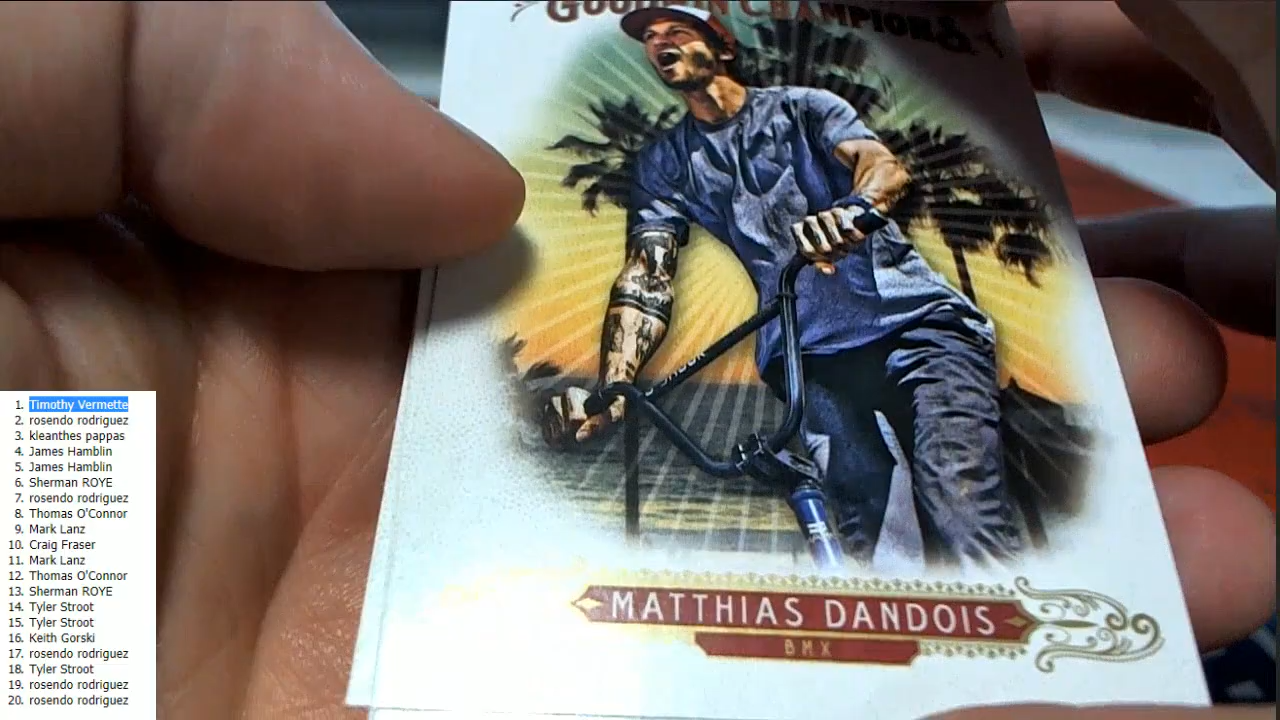 GOODWIN CHAMPIONS
MATTHIAS DANDOIS
BMX
1. Timothy Vermette
2. rosendo rodriguez
3. kleanthes pappas
4. James Hamblin
5. James Hamblin
6. Sherman ROYE
7. rosendo rodriguez
8. Thomas O'Connor
9. Mark Lanz
10. Craig Fraser
11. Mark Lanz
12. Thomas O'Connor
13. Sherman ROYE
14. Tyler Stroot
15. Tyler Stroot
16. Keith Gorski
17. rosendo rodriguez
18. Tyler Stroot
19. rosendo rodriguez
20. rosendo rodriguez